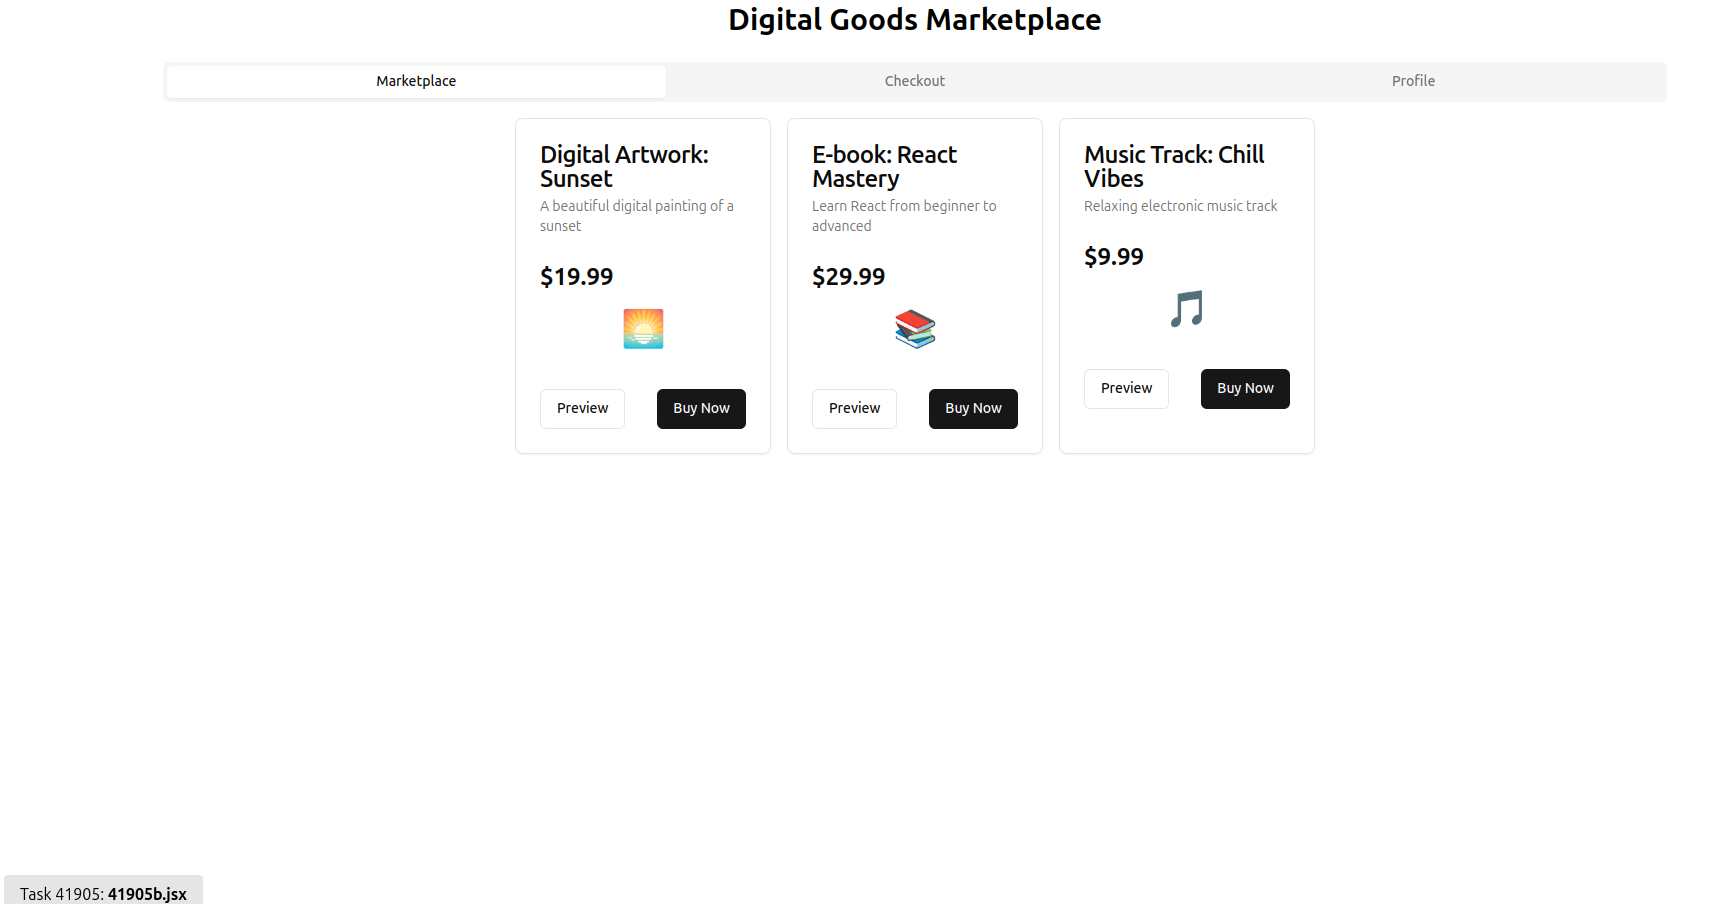 Digital Goods Marketplace
Marketplace
Checkout
Profile
Digital Artwork:
Sunset
A beautiful digital painting of a
sunset
$19.99
Preview
Buy Now
E-book: React
Mastery
Learn React from beginner to
advanced
$29.99
Preview
Buy Now
Music Track: Chill
Vibes
Relaxing electronic music track
$9.99
Preview
Buy Now
Task 41905: 41905b.jsx